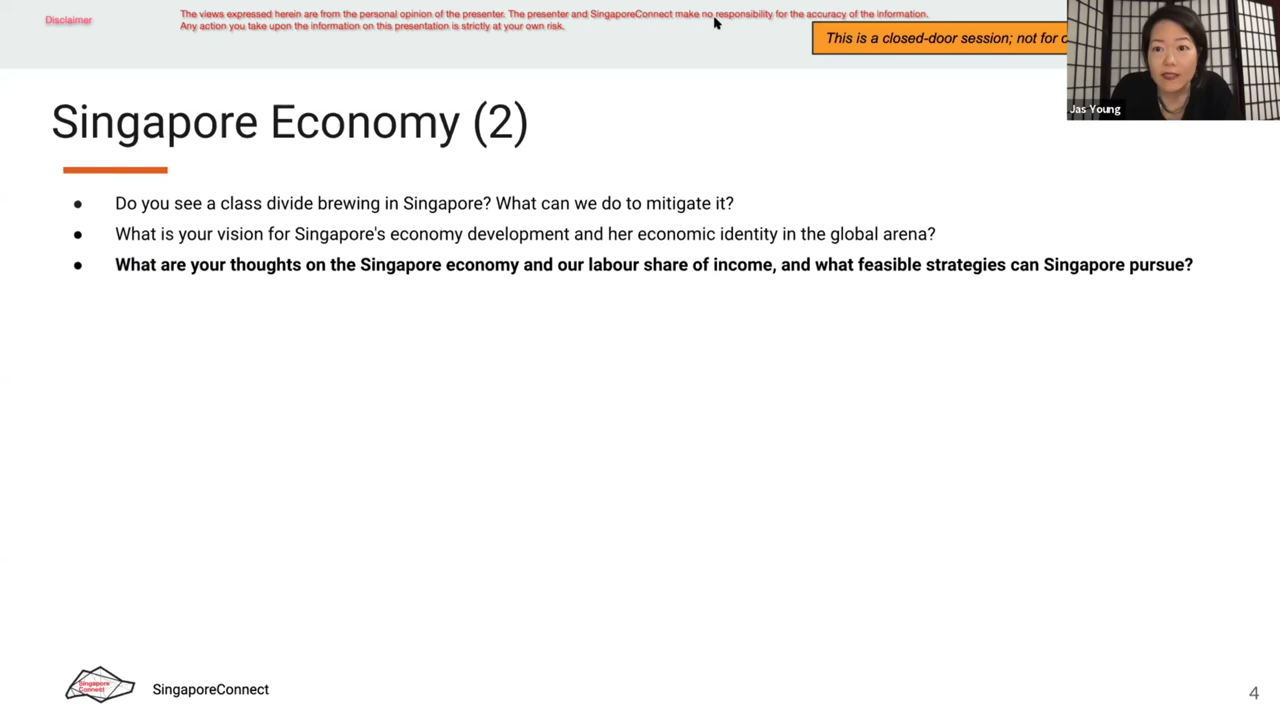 Disclaimer
The views expressed herein are from the personal opinion of the presenter. The presenter and SingaporeConnect make no responsibility for the accuracy of the information.
Any action you take upon the information on this presentation is strictly at your own risk.
This is a closed-door session; not for
Jas Young
Singapore Economy (2)
● Do you see a class divide brewing in Singapore? What can we do to mitigate it?
● What is your vision for Singapore's economy development and her economic identity in the global arena?
● What are your thoughts on the Singapore economy and our labour share of income, and what feasible strategies can Singapore pursue?
Singapore
Connect
SingaporeConnect
4